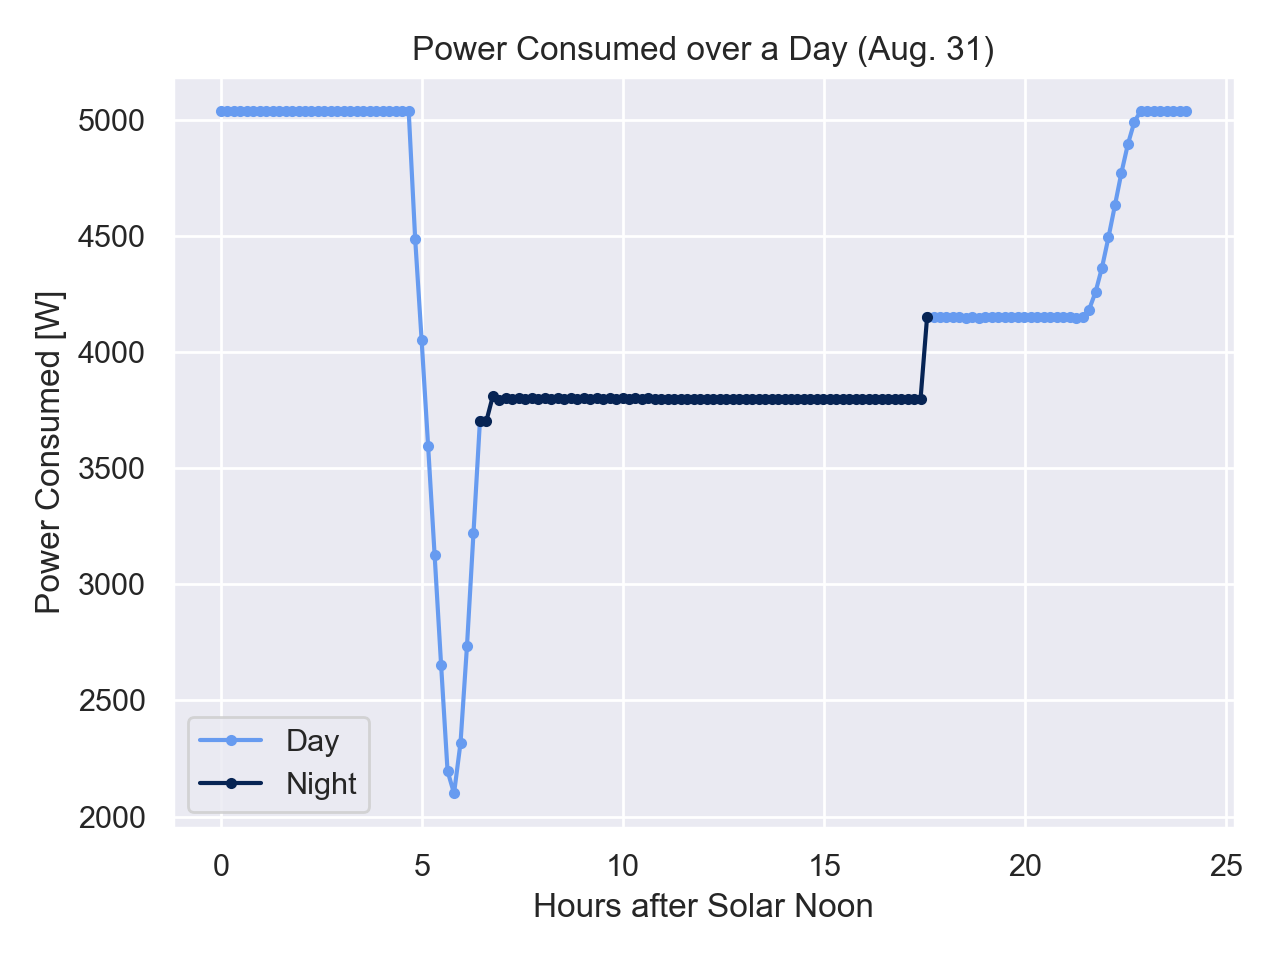 Power Consumed over a Day (Aug. 31)
Power Consumed [W]
5000
4500
4000
3500
3000
2500
2000
Day
Night
0 5 10 15 20 25
Hours after Solar Noon